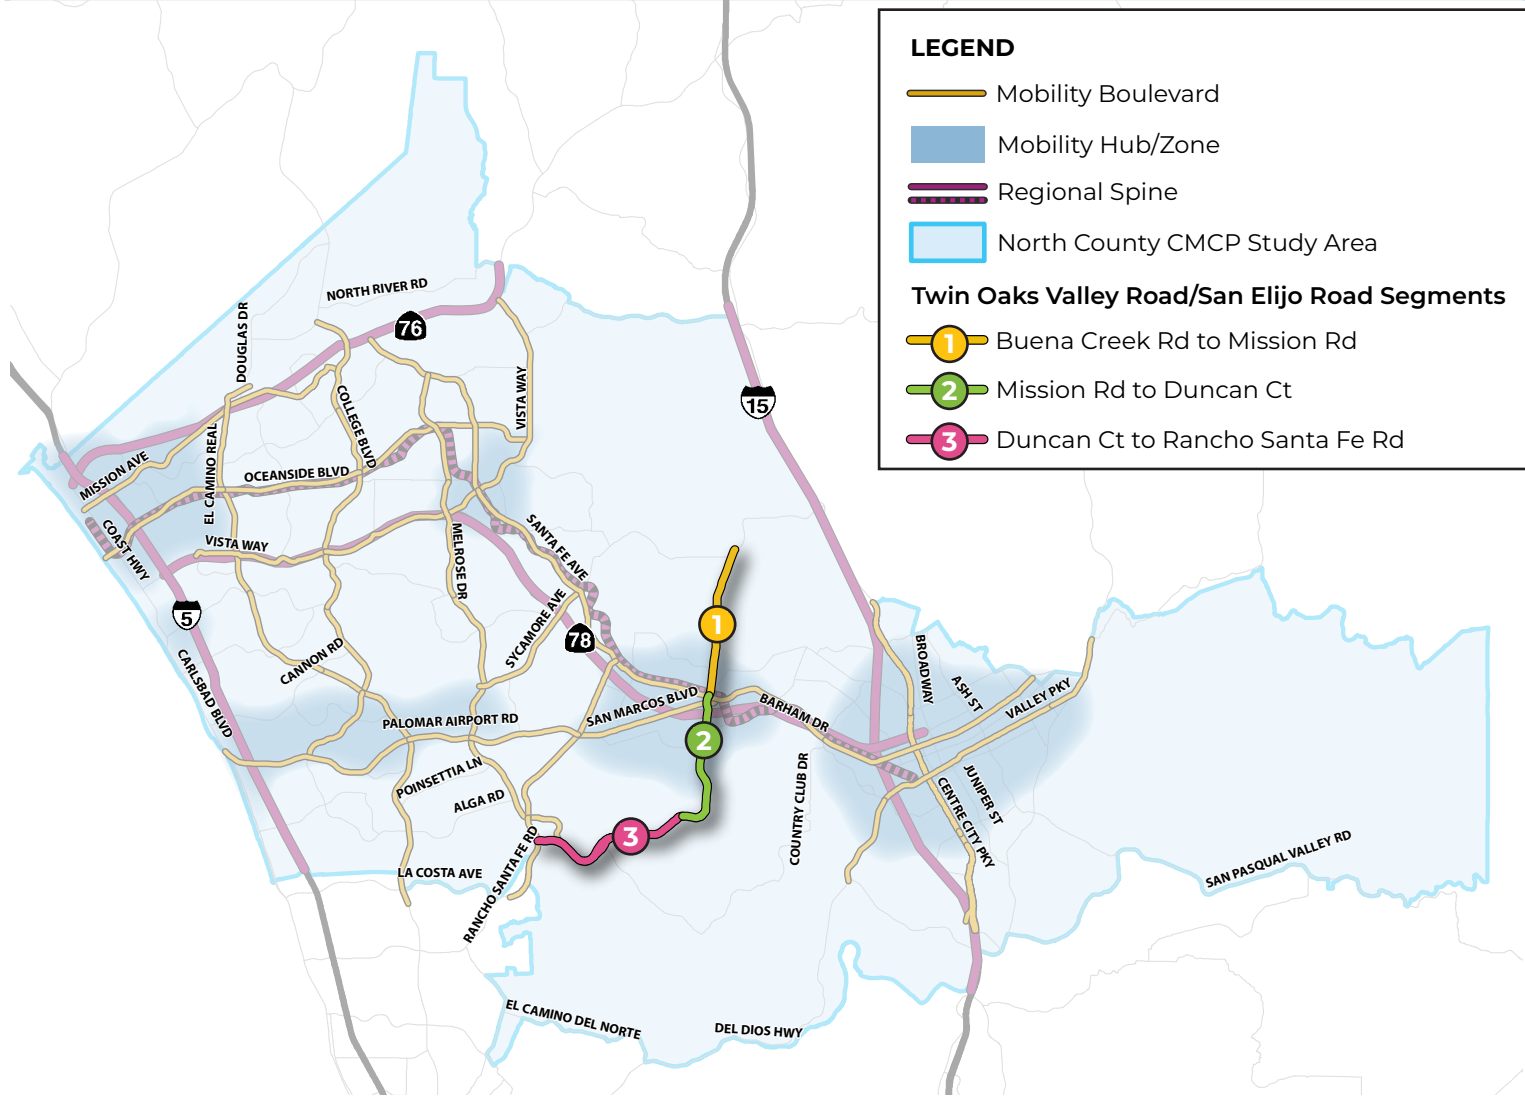 LEGEND
Mobility Boulevard
Mobility Hub/Zone
Regional Spine
North County CMCP Study Area
Twin Oaks Valley Road/San Elijo Road Segments
1 Buena Creek Rd to Mission Rd
2 Mission Rd to Duncan Ct
3 Duncan Ct to Rancho Santa Fe Rd
NORTH RIVER RD
76
DOUGLAS DR
COLLEGE BLVD
VISTA WAY
15
MISSION AVE
EL CAMINO REAL
OCEANSIDE BLVD
COAST HWY
VISTA WAY
MELROSE DR
SANTA FE AVE
5
SYCAMORE AVE
78
1
CANNON RD
CARLSBAD BLVD
PALOMAR AIRPORT RD
SAN MARCOS BLVD
BARHAM DR
BROADWAY
ASH ST
VALLEY PKY
2
POINSETTIA LN
ALGA RD
COUNTRY CLUB DR
JUNIPER ST
CENTRE CITY PKY
3
RANCHO SANTA FE RD
LA COSTA AVE
SAN PASQUAL VALLEY RD
EL CAMINO DEL NORTE
DEL DIOS HWY